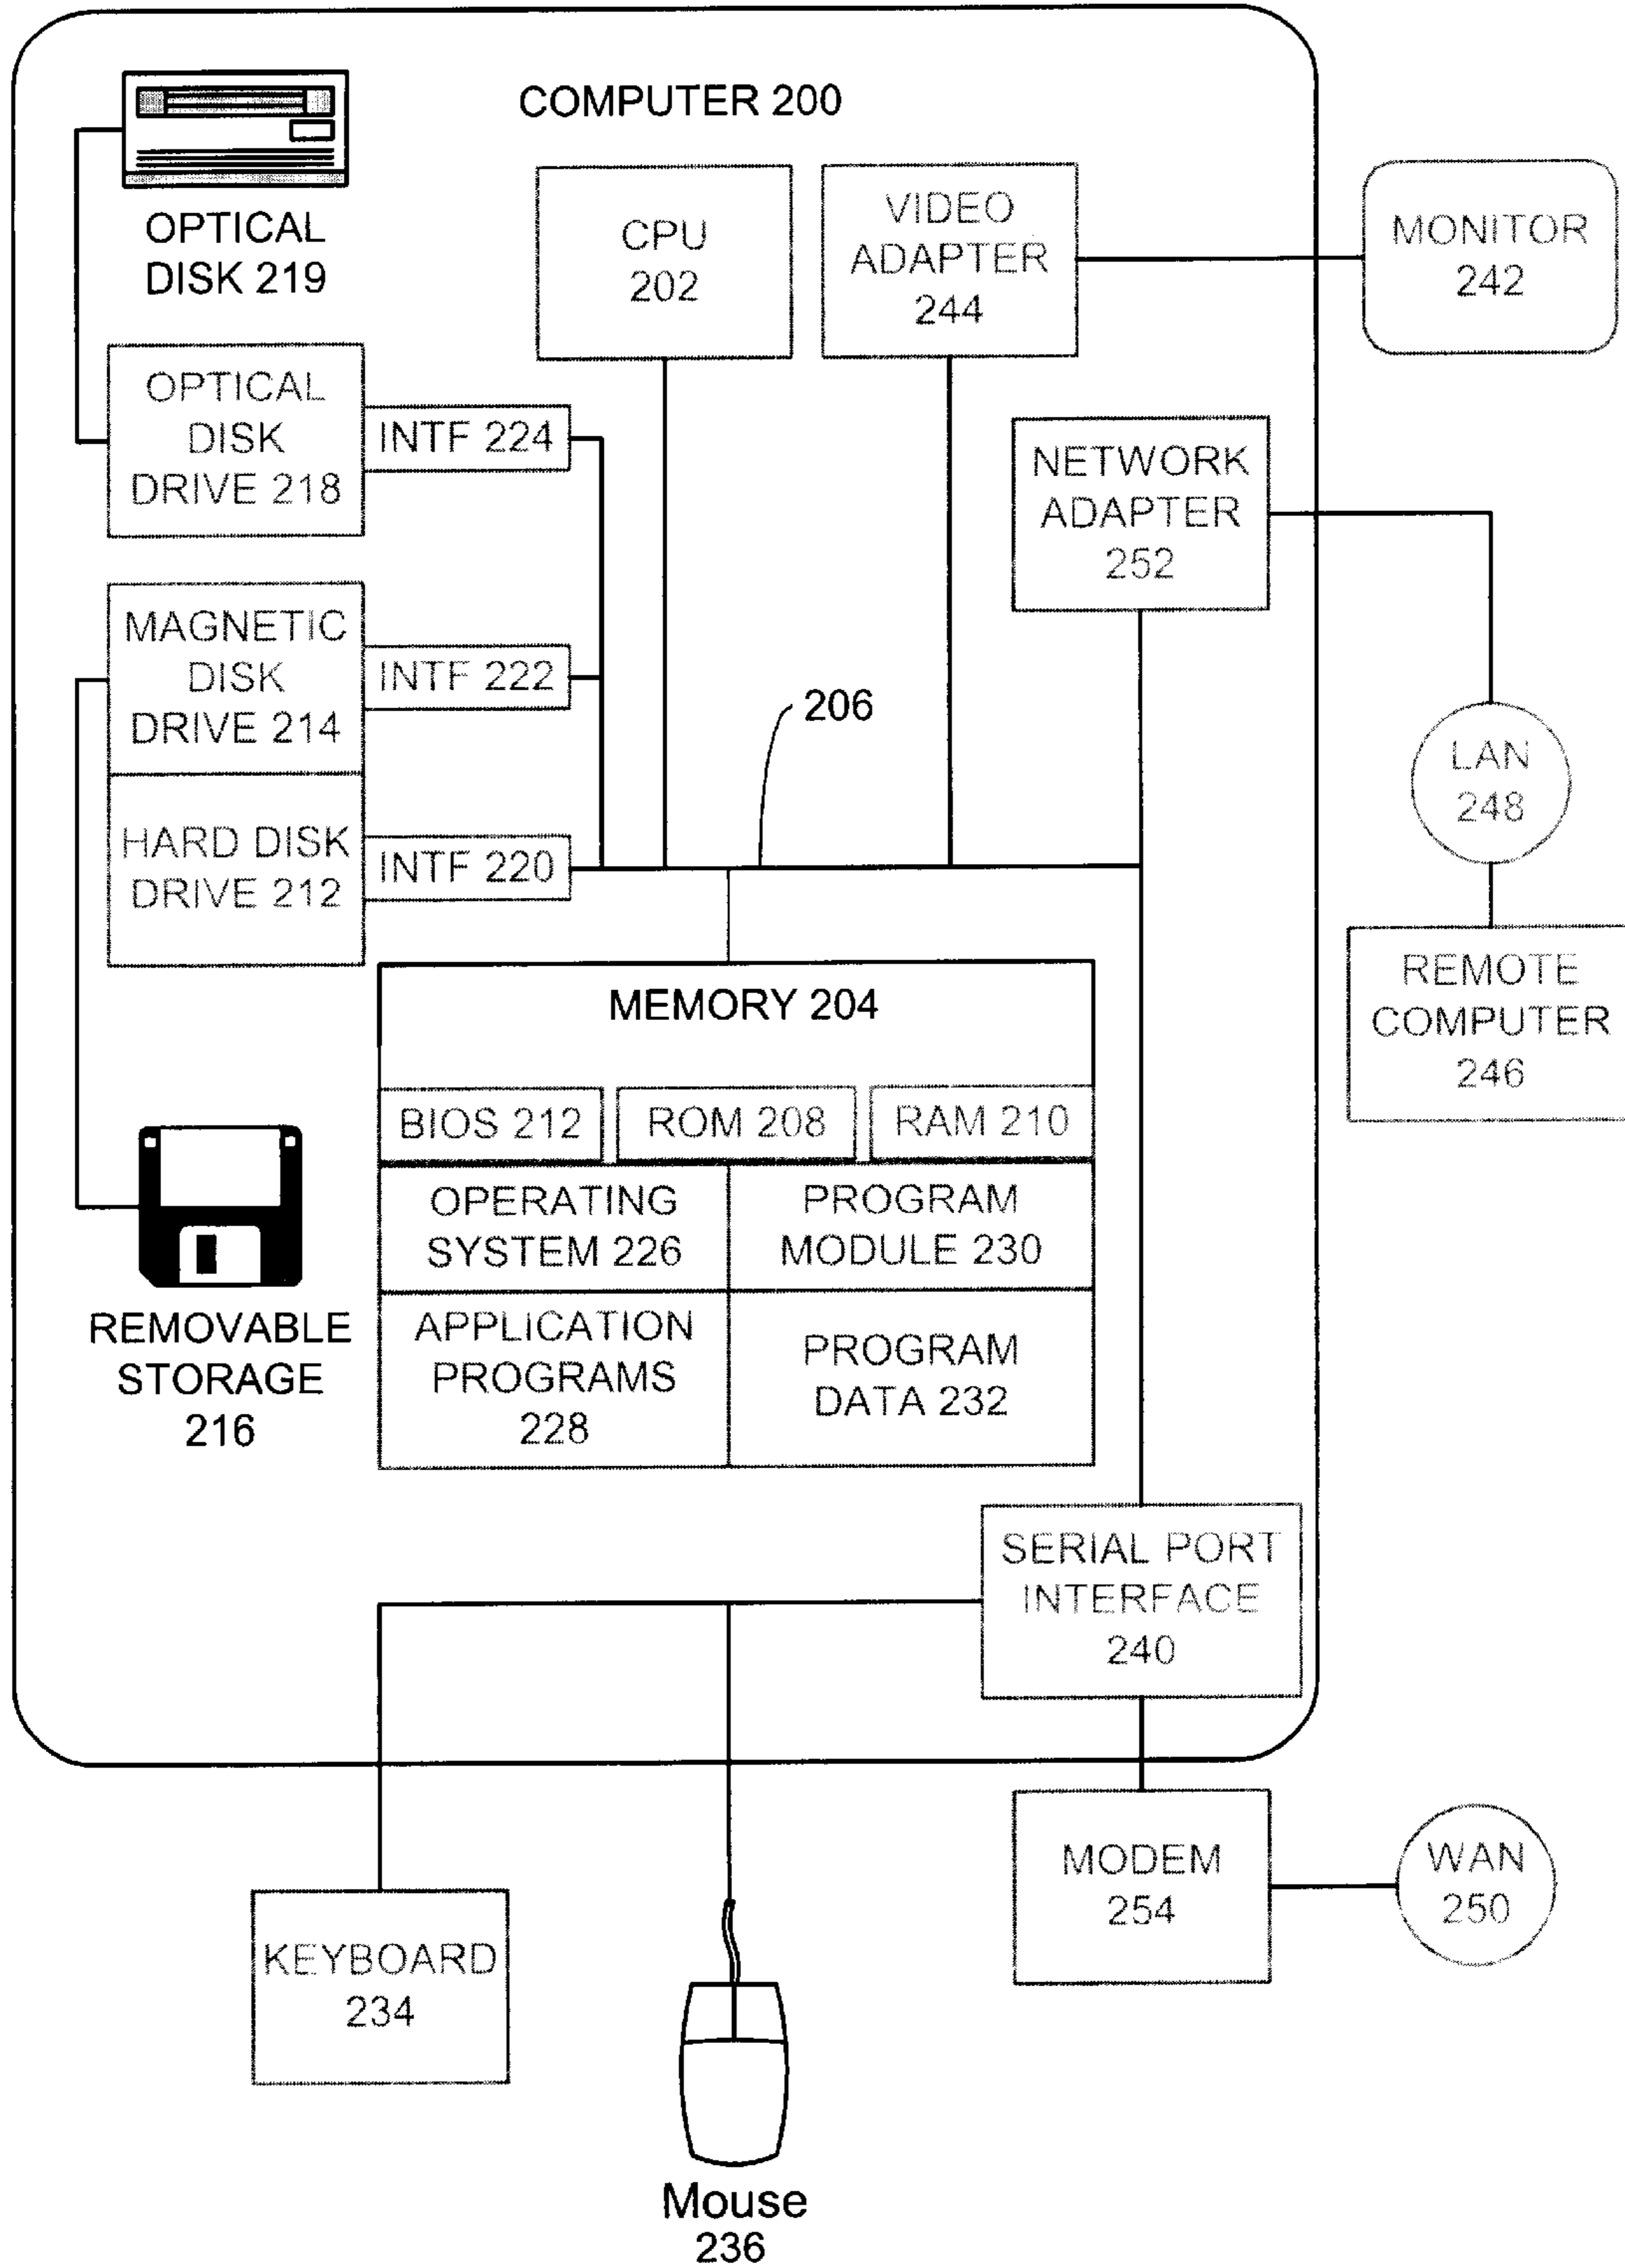 COMPUTER 200
OPTICAL
DISK 219
CPU
202
VIDEO
ADAPTER
244
MONITOR
242
OPTICAL
DISK
DRIVE 218
INTF 224
NETWORK
ADAPTER
252
MAGNETIC
DISK
DRIVE 214
INTF 222
206
LAN
248
HARD DISK
DRIVE 212
INTF 220
REMOTE
COMPUTER
246
MEMORY 204
BIOS 212
ROM 208
RAM 210
OPERATING
SYSTEM 226
PROGRAM
MODULE 230
APPLICATION
PROGRAMS
228
PROGRAM
DATA 232
REMOVABLE
STORAGE
216
SERIAL PORT
INTERFACE
240
KEYBOARD
234
Mouse
236
MODEM
254
WAN
250